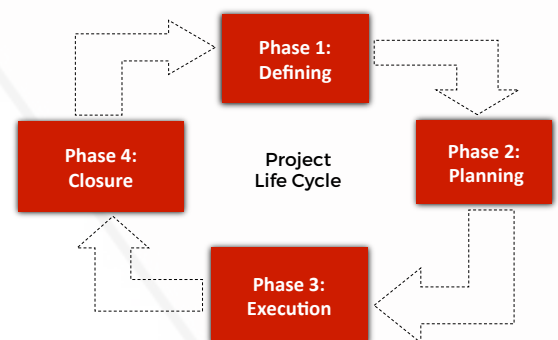 Phase 1:
Defining
Phase 2:
Planning
Phase 3:
Execution
Phase 4:
Closure
Project
Life Cycle